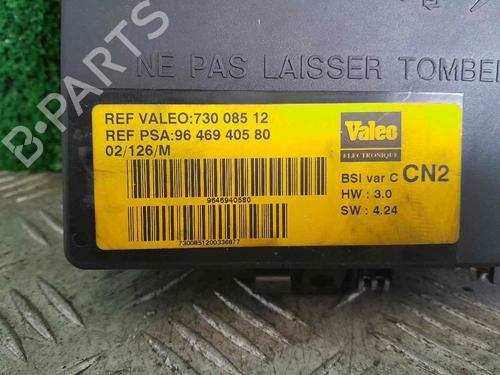 NE PAS LAISSER TOMBE
REF VALEO:730 085 12
REF PSA:96 469 405 80
02/126/M
Valeo
ELECTRONIQUE
BSI var C CN2
HW : 3.0
SW : 4.24
9646940580
7300851200336677
B-PARTS